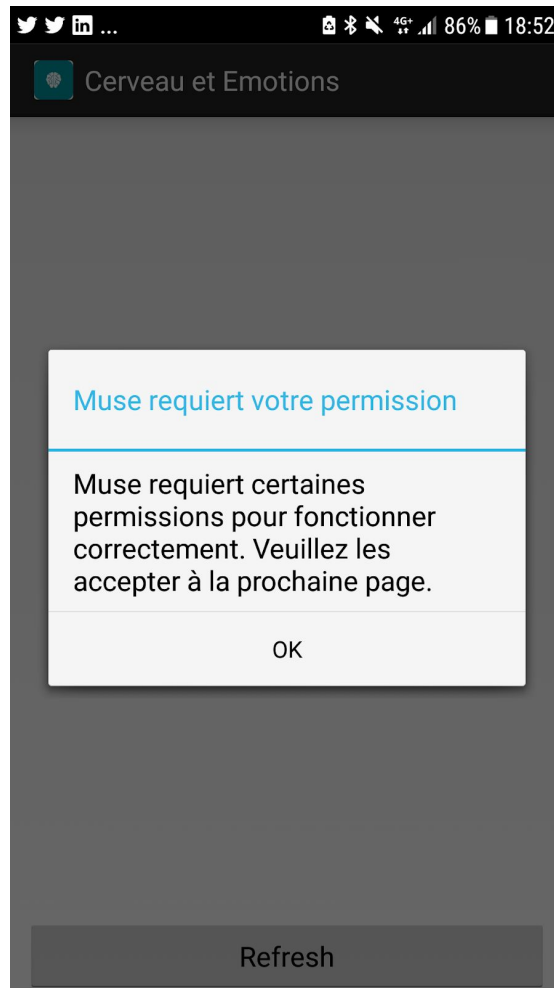 ... 4G+ 86% 18:52
Cerveau et Emotions
Muse requiert votre permission
Muse requiert certaines
permissions pour fonctionner
correctement. Veuillez les
accepter à la prochaine page.
OK
Refresh